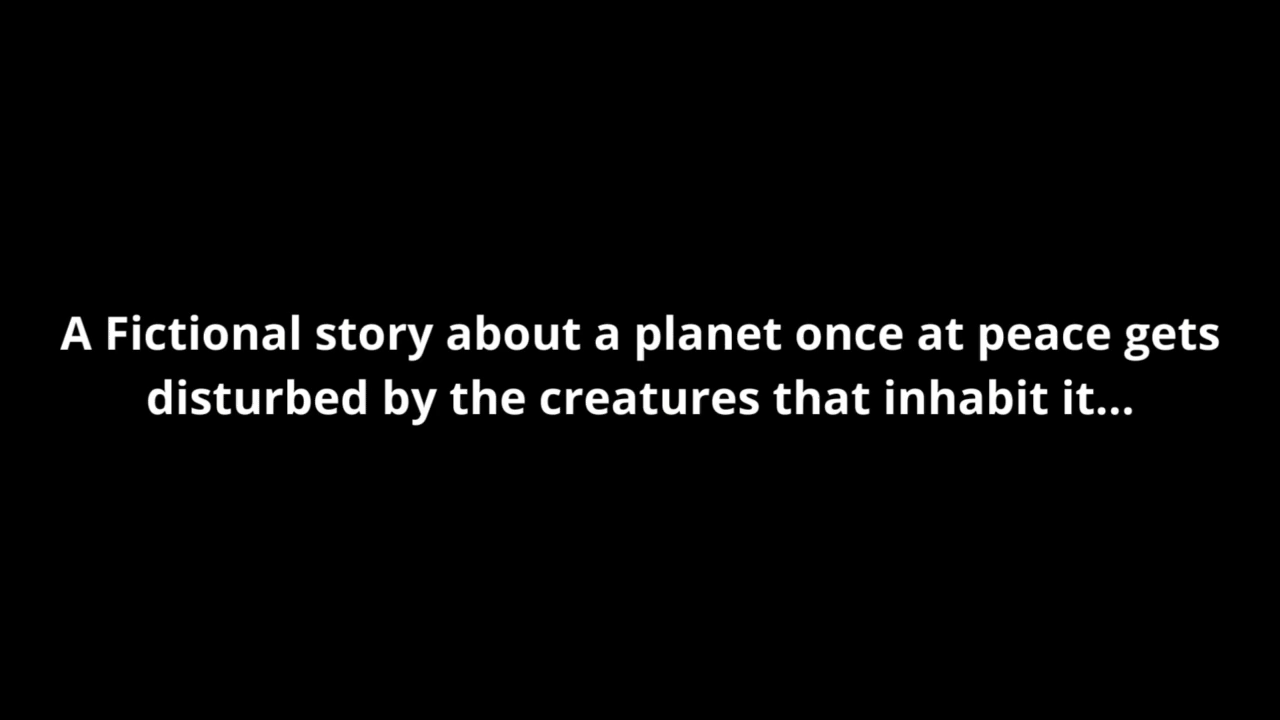 A Fictional story about a planet once at peace gets
disturbed by the creatures that inhabit it...